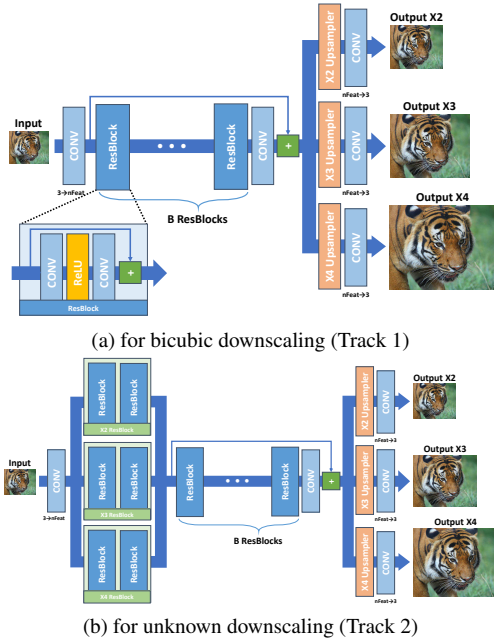 Output X2
X2 Upsampler
CONV
nFeat→3
Input
CONV
3→nFeat
ResBlock
ResBlock
CONV
+
B ResBlocks
Output X3
X3 Upsampler
CONV
nFeat→3
Output X4
X4 Upsampler
CONV
nFeat→3
CONV
ReLU
CONV
+
ResBlock
(a) for bicubic downscaling (Track 1)
ResBlock
ResBlock
X2 ResBlock
Input
CONV
3→nFeat
ResBlock
ResBlock
X3 ResBlock
ResBlock
ResBlock
X4 ResBlock
ResBlock
ResBlock
CONV
+
B ResBlocks
Output X2
X2 Upsampler
CONV
nFeat→3
Output X3
X3 Upsampler
CONV
nFeat→3
Output X4
X4 Upsampler
CONV
nFeat→3
(b) for unknown downscaling (Track 2)